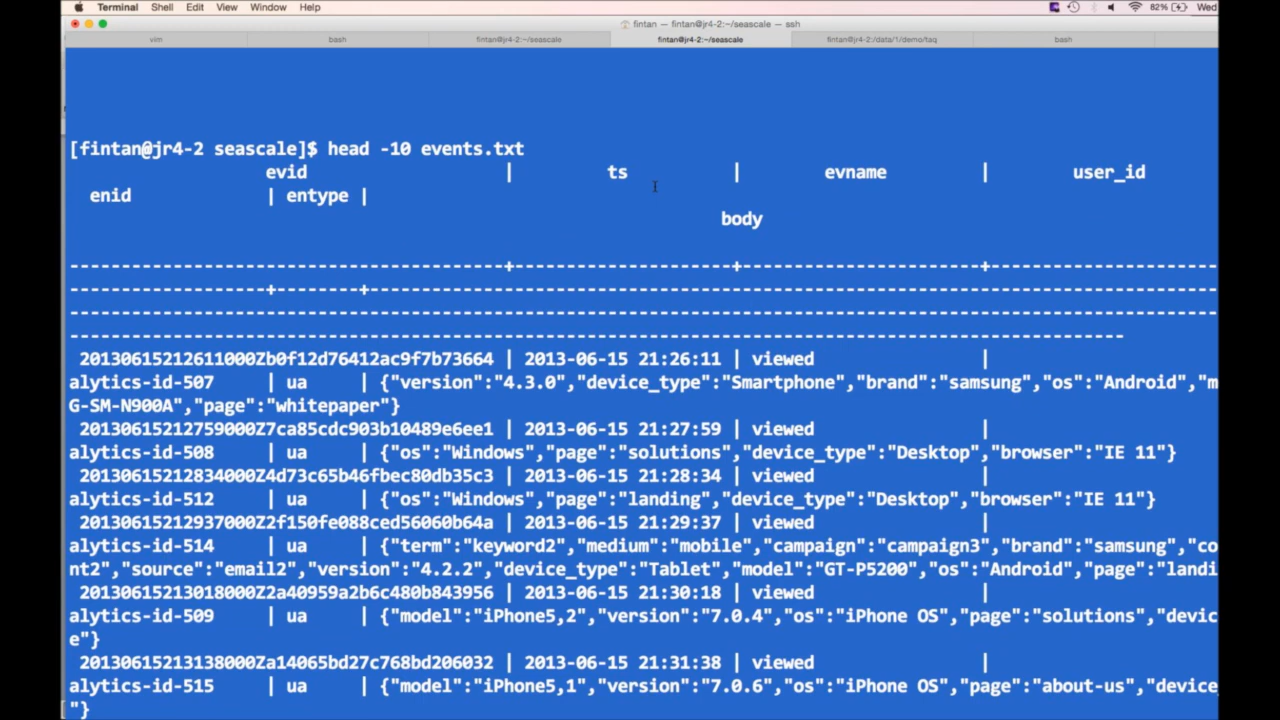 Terminal Shell Edit View Window Help 82% Wed
fintan — fintan@jr4-2:~/seascale — ssh
vim bash fintan@jr4-2:~/seascale fintan@jr4-2:~/seascale fintan@jr4-2:/data/1/demo/taq bash
[fintan@jr4-2 seascale]$ head -10 events.txt
evid | ts | evname | user_id
enid | entype |
body
------------------------------------------+---------------------+------------------------+----------------------
-------------------+--------+----------------------------------------------------------------------------------
---------------------------------------------------------------------------------------------------------------
------------------------------------------------------------------------------------------------------
20130615212611000Zb0f12d76412ac9f7b73664 | 2013-06-15 21:26:11 | viewed |
alytics-id-507 | ua | {"version":"4.3.0","device_type":"Smartphone","brand":"samsung","os":"Android","m
G-SM-N900A","page":"whitepaper"}
20130615212759000Z7ca85cdc903b10489e6ee1 | 2013-06-15 21:27:59 | viewed |
alytics-id-508 | ua | {"os":"Windows","page":"solutions","device_type":"Desktop","browser":"IE 11"}
20130615212834000Z4d73c65b46fbec80db35c3 | 2013-06-15 21:28:34 | viewed |
alytics-id-512 | ua | {"os":"Windows","page":"landing","device_type":"Desktop","browser":"IE 11"}
20130615212937000Z2f150fe088ced56060b64a | 2013-06-15 21:29:37 | viewed |
alytics-id-514 | ua | {"term":"keyword2","medium":"mobile","campaign":"campaign3","brand":"samsung","co
nt2","source":"email2","version":"4.2.2","device_type":"Tablet","model":"GT-P5200","os":"Android","page":"landi
20130615213018000Z2a40959a2b6c480b843956 | 2013-06-15 21:30:18 | viewed |
alytics-id-509 | ua | {"model":"iPhone5,2","version":"7.0.4","os":"iPhone OS","page":"solutions","devic
e"}
20130615213138000Za14065bd27c768bd206032 | 2013-06-15 21:31:38 | viewed |
alytics-id-515 | ua | {"model":"iPhone5,1","version":"7.0.6","os":"iPhone OS","page":"about-us","device
"}